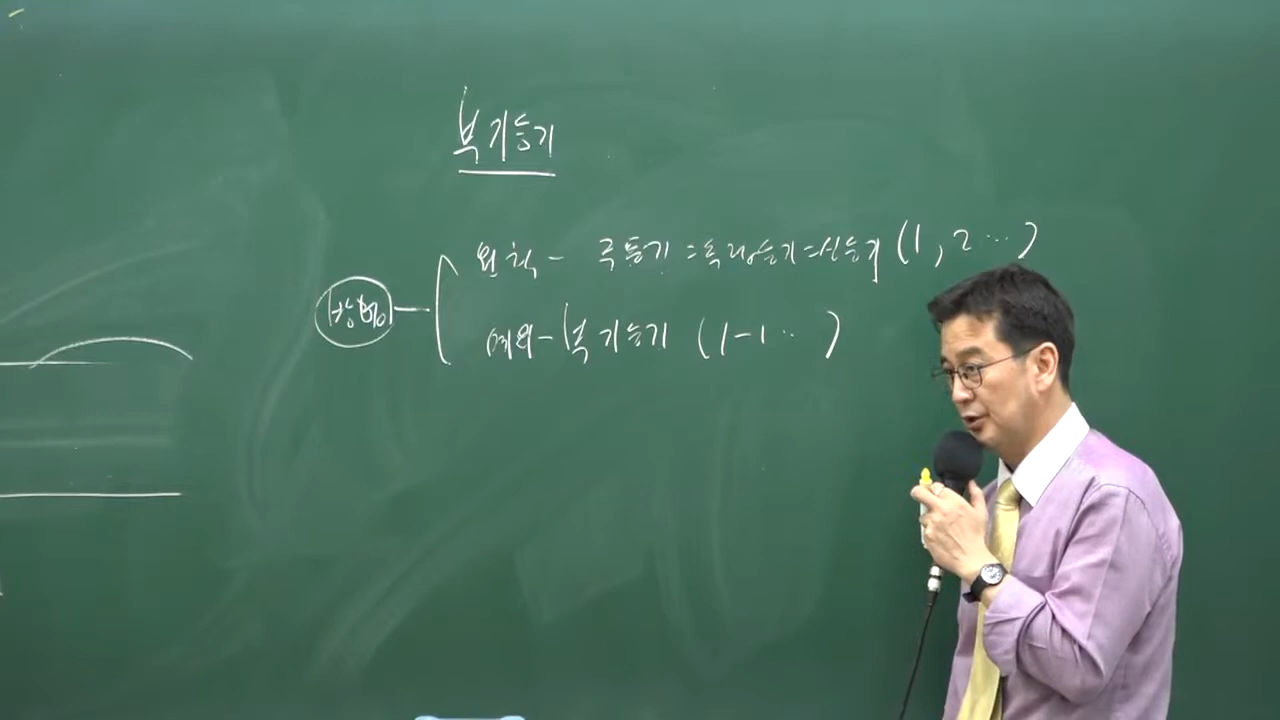 부기등기
원칙 - 주등기 = 독립등기 = 신등기 (1, 2 ···)
방법
예외 - 부기등기 (1-1 ··· )